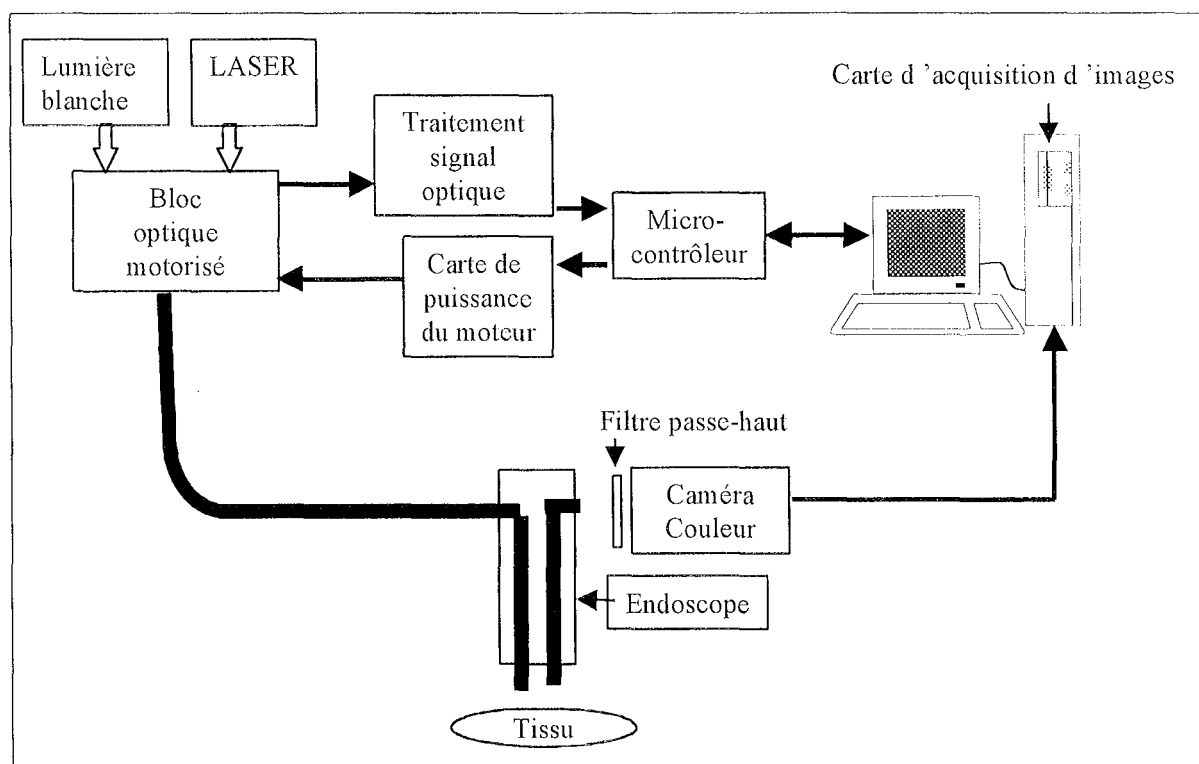 Lumière
blanche
LASER
Carte d 'acquisition d 'images
Traitement
signal
optique
Bloc
optique
motorisé
Micro-
contrôleur
Carte de
puissance
du moteur
Filtre passe-haut
Caméra
Couleur
Endoscope
Tissu